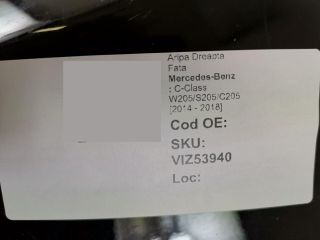 Aripa Dreapta
Fata
Mercedes-Benz
: C-Class
W205/S205/C205
[2014 - 2018]
Cod OE:
SKU:
VIZ53940
Loc: